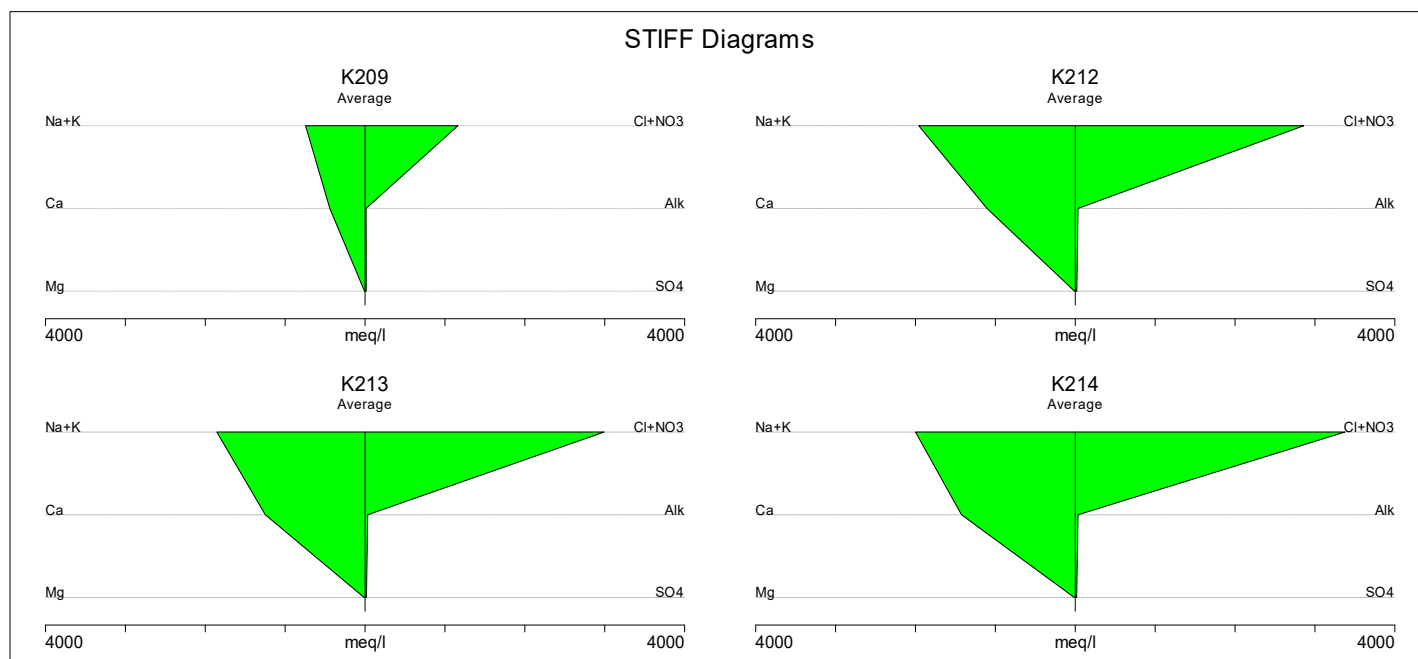 STIFF Diagrams
K209
Average
Na+K
Cl+NO3
Ca
Alk
Mg
SO4
4000
meq/l
4000
K212
Average
Na+K
Cl+NO3
Ca
Alk
Mg
SO4
4000
meq/l
4000
K213
Average
Na+K
Cl+NO3
Ca
Alk
Mg
SO4
4000
meq/l
4000
K214
Average
Na+K
Cl+NO3
Ca
Alk
Mg
SO4
4000
meq/l
4000